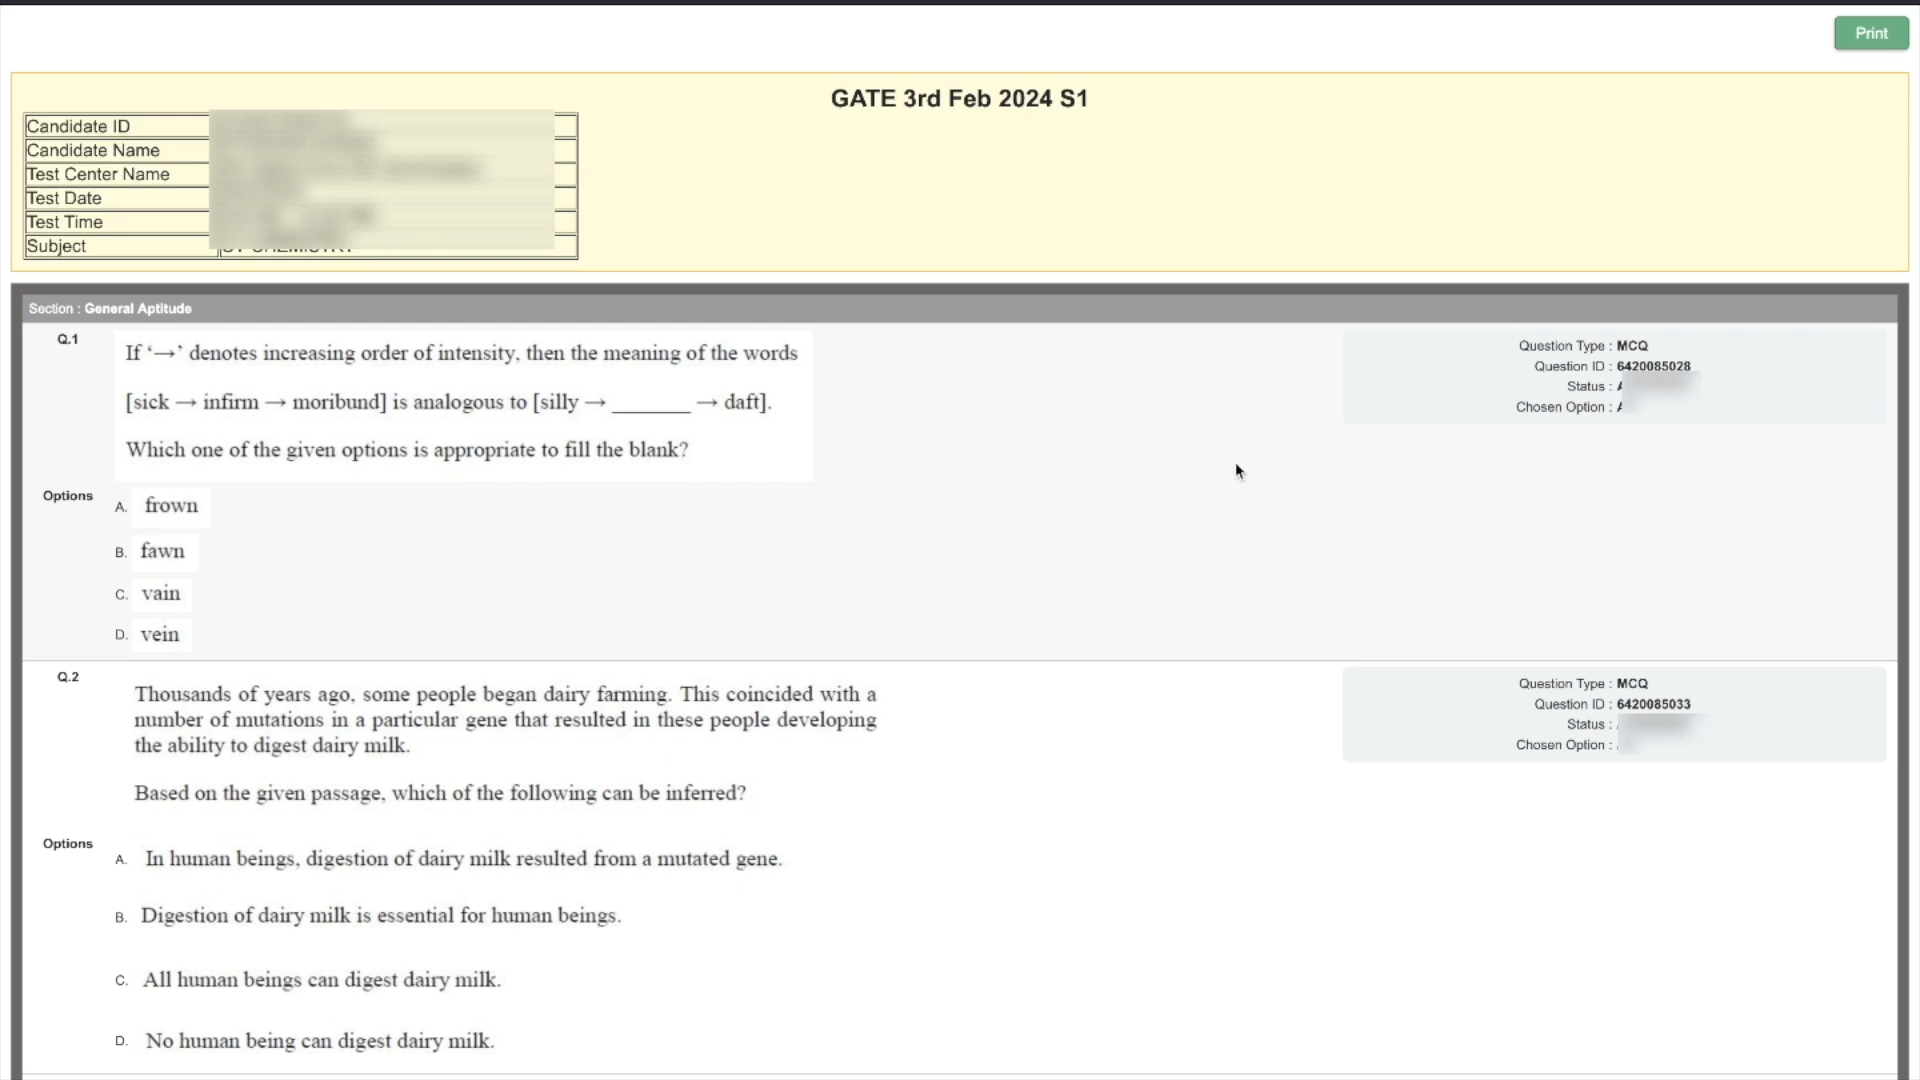 Print
GATE 3rd Feb 2024 S1
Candidate ID
Candidate Name
Test Center Name
Test Date
Test Time
Subject CHEMISTRY
Section : General Aptitude
Q.1
If ‘→’ denotes increasing order of intensity, then the meaning of the words
[sick → infirm → moribund] is analogous to [silly → _______ → daft].
Which one of the given options is appropriate to fill the blank?
Question Type : MCQ
Question ID : 6420085028
Status :
Chosen Option :
Options
A. frown
B. fawn
C. vain
D. vein
Q.2
Thousands of years ago, some people began dairy farming. This coincided with a
number of mutations in a particular gene that resulted in these people developing
the ability to digest dairy milk.
Based on the given passage, which of the following can be inferred?
Question Type : MCQ
Question ID : 6420085033
Status :
Chosen Option :
Options
A. In human beings, digestion of dairy milk resulted from a mutated gene.
B. Digestion of dairy milk is essential for human beings.
C. All human beings can digest dairy milk.
D. No human being can digest dairy milk.